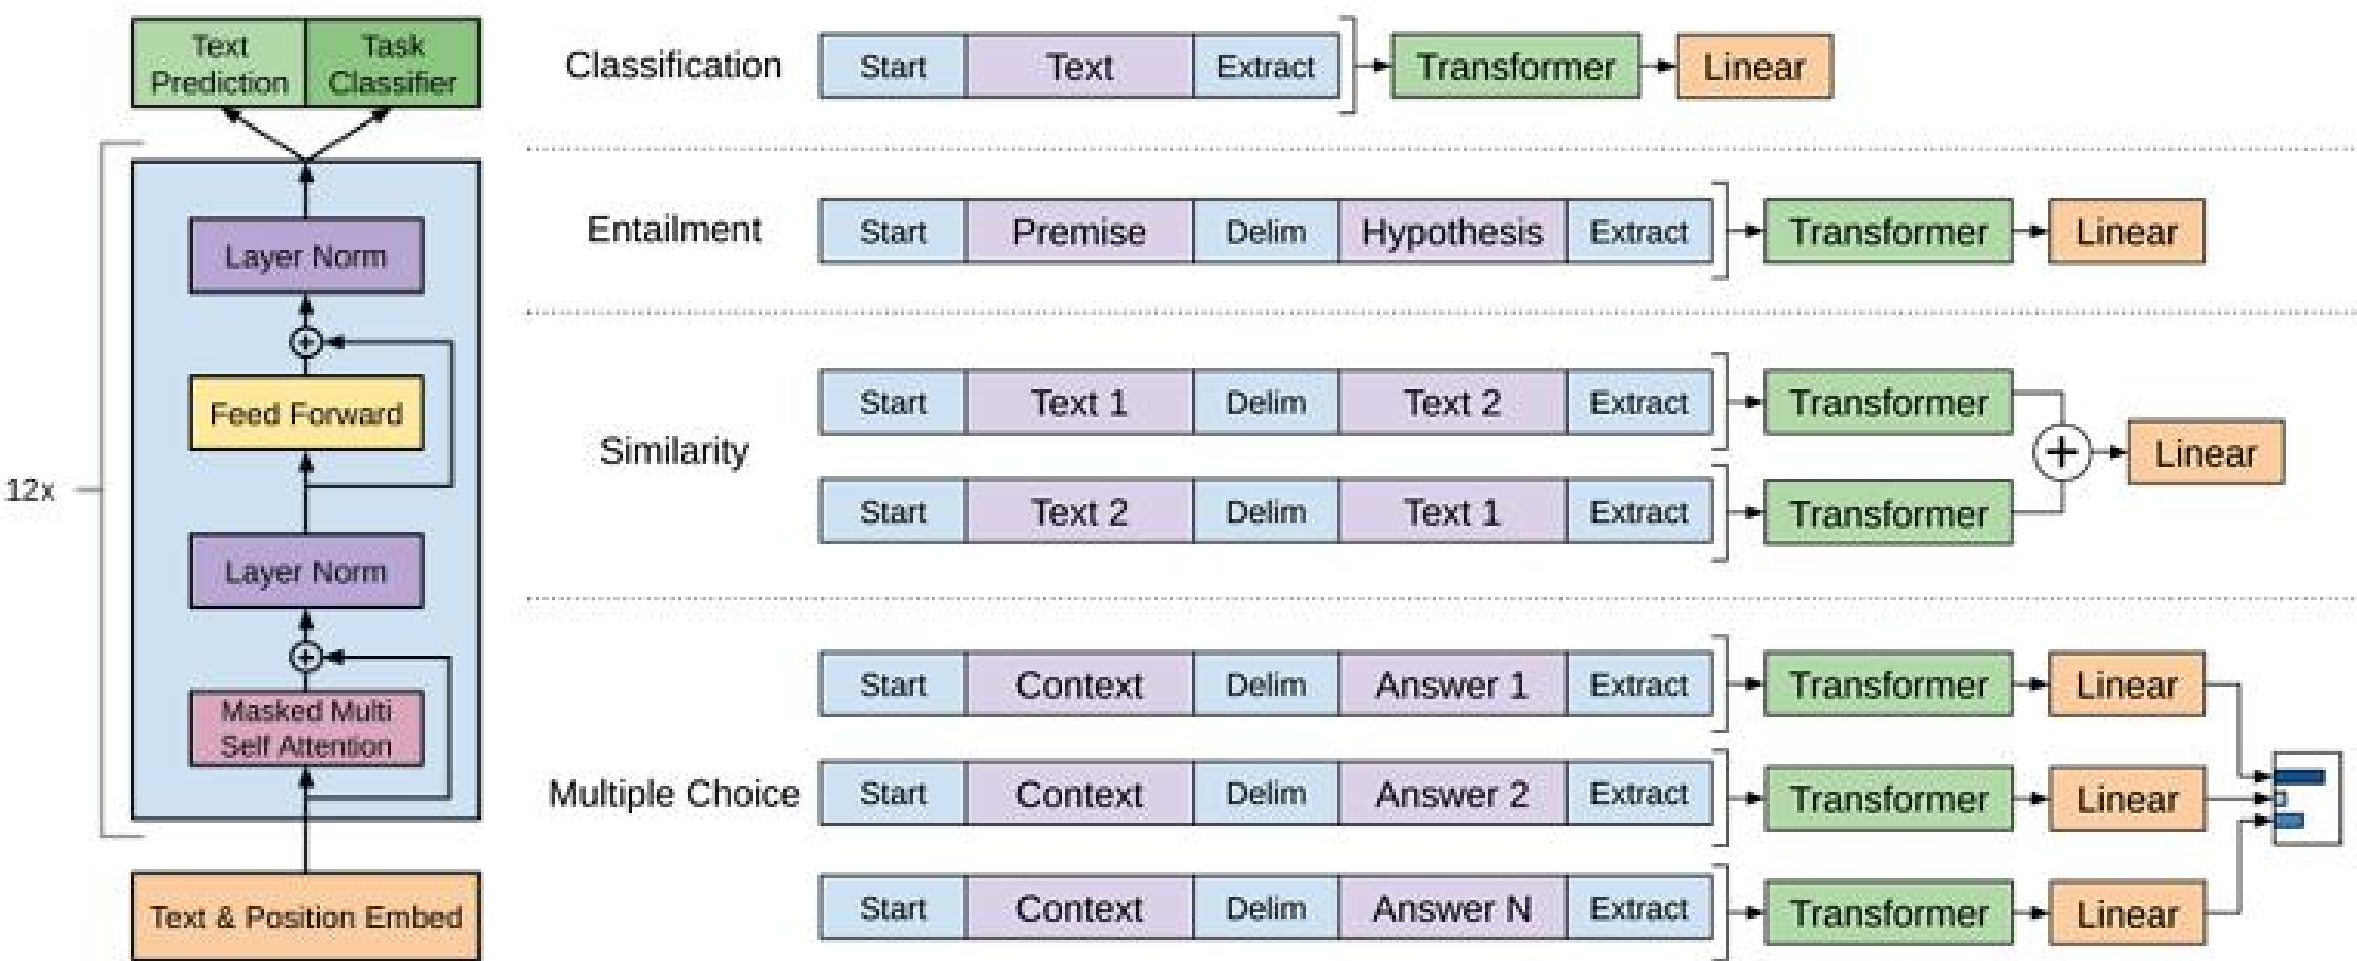 Text
Prediction
Task
Classifier
Layer Norm
+
Feed Forward
12x
Layer Norm
+
Masked Multi
Self Attention
Text & Position Embed
Classification
Start Text Extract Transformer Linear
Entailment
Start Premise Delim Hypothesis Extract Transformer Linear
Similarity
Start Text 1 Delim Text 2 Extract Transformer
+ Linear
Start Text 2 Delim Text 1 Extract Transformer
Multiple Choice
Start Context Delim Answer 1 Extract Transformer Linear
Start Context Delim Answer 2 Extract Transformer Linear
Start Context Delim Answer N Extract Transformer Linear